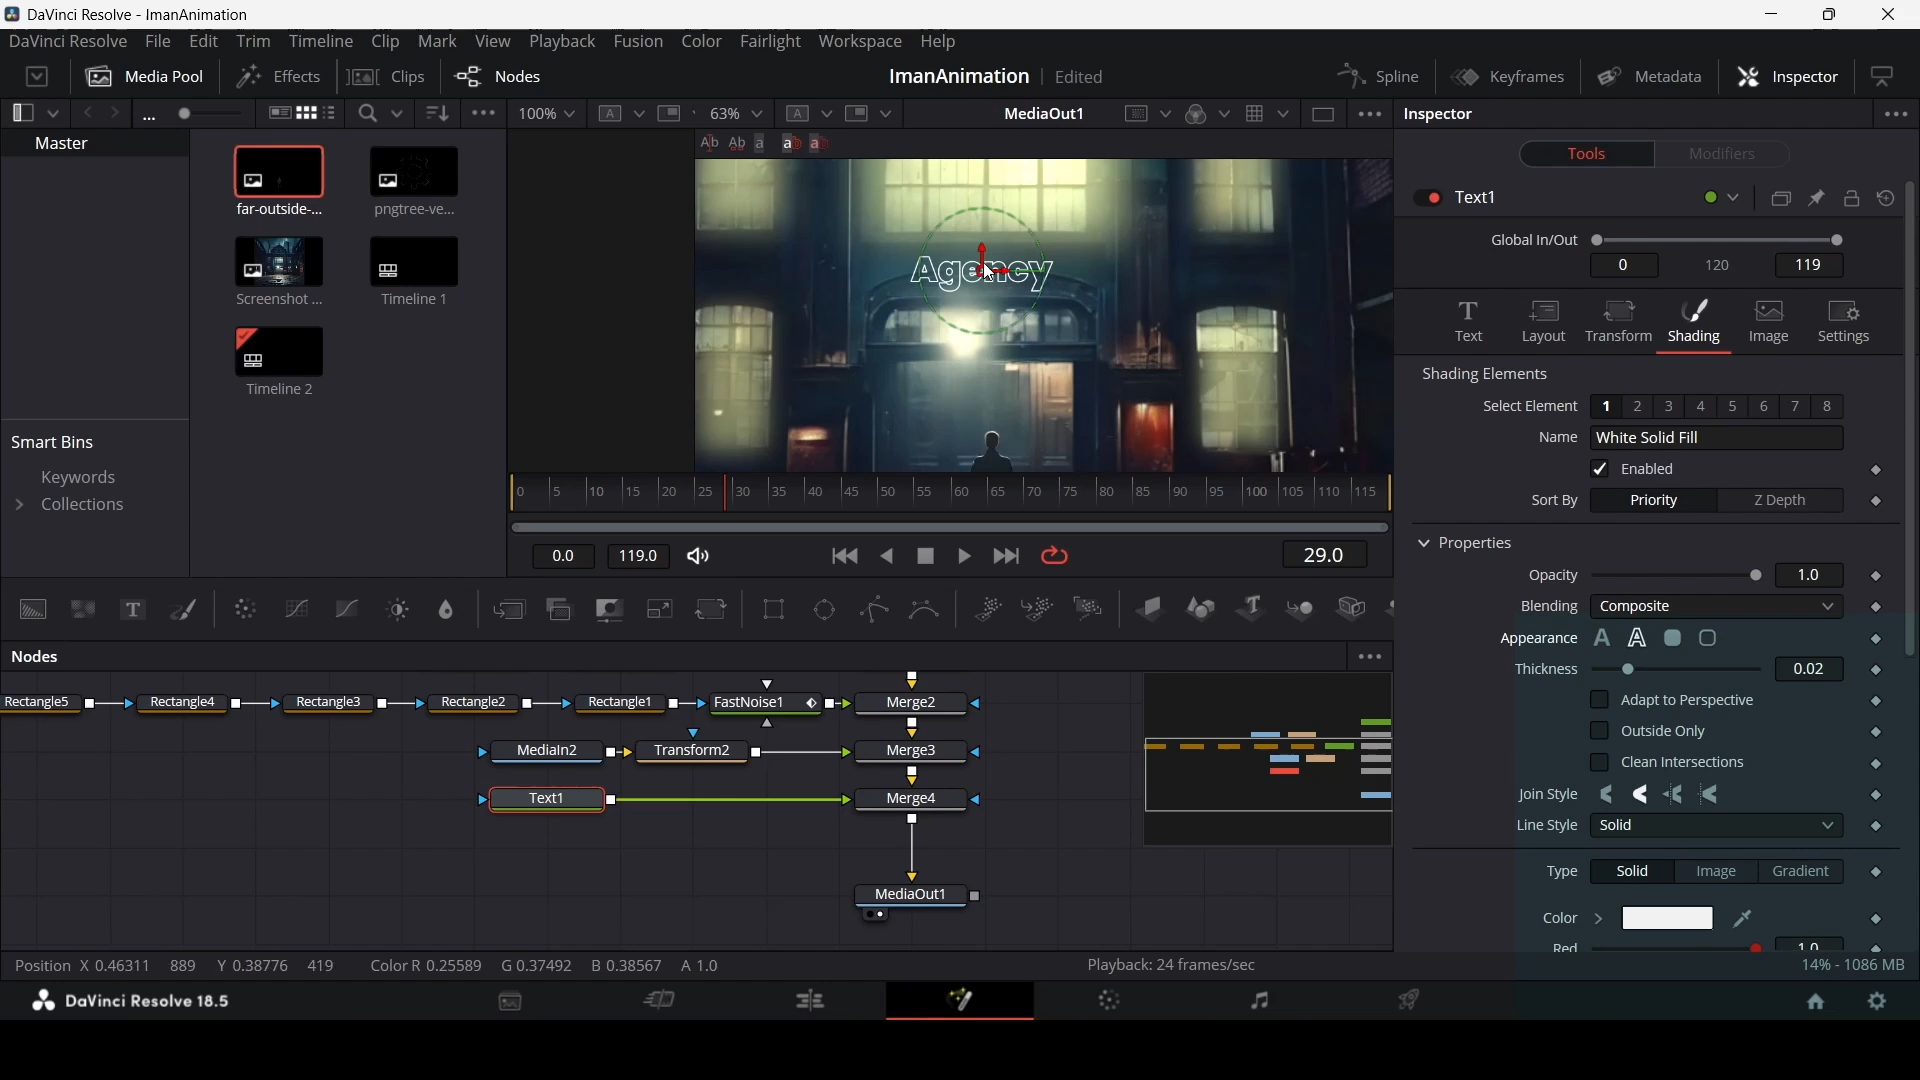 DaVinci Resolve - ImanAnimation
DaVinci Resolve File Edit Trim Timeline Clip Mark View Playback Fusion Color Fairlight Workspace Help
Media Pool Effects Clips Nodes ImanAnimation Edited Spline Keyframes Metadata Inspector
... 100% A 63% A MediaOut1 Inspector
Master
Ab Ab a ab a
Tools Modifiers
far-outside-... pngtree-ve...
Text1
Agency
Global In/Out
0 120 119
Screenshot ... Timeline 1
Text Layout Transform Shading Image Settings
Timeline 2
Shading Elements
Select Element 1 2 3 4 5 6 7 8
Name White Solid Fill
Smart Bins
Keywords
Collections
Enabled
0 5 10 15 20 25 30 35 40 45 50 55 60 65 70 75 80 85 90 95 100 105 110 115
Sort By Priority Z Depth
Properties
0.0 119.0 29.0
Opacity 1.0
Blending Composite
Appearance A A
Nodes
Thickness 0.02
Rectangle5 Rectangle4 Rectangle3 Rectangle2 Rectangle1 FastNoise1 Merge2
Adapt to Perspective
Outside Only
MediaIn2 Transform2 Merge3
Clean Intersections
Text1 Merge4
Join Style
Line Style Solid
Type Solid Image Gradient
MediaOut1
Color
Red 1.0
Position X 0.46311 889 Y 0.38776 419 Color R 0.25589 G 0.37492 B 0.38567 A 1.0 Playback: 24 frames/sec 14% - 1086 MB
DaVinci Resolve 18.5